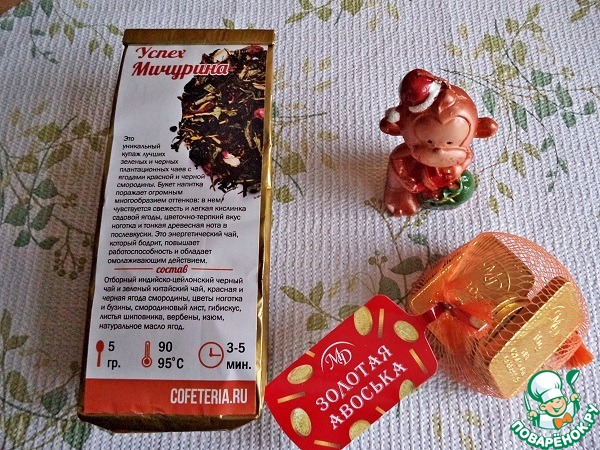 Успех
Мичурина
Это
уникальный
купаж лучших
зеленых и черных
плантационных чаев с
ягодами красной и черной
смородины. Букет напитка
поражает огромным
многообразием оттенков: в нем
чувствуется свежесть и легкая кислинка
садовой ягоды, цветочно-терпкий вкус
ноготка и тонкая древесная нота в
послевкусии. Это энергетический чай,
который бодрит, повышает
работоспособность и обладает
омолаживающим действием.
состав
Отборный индийско-цейлонский черный
чай и зеленый китайский чай, красная и
черная ягода смородины, цветы ноготка
и бузины, смородиновый лист, гибискус,
листья шиповника, вербены, изюм,
натуральное масло ягод.
5
гр.
90
95°C
3-5
мин.
COFETERIA.RU
МД
ЗОЛОТАЯ
АВОСЬКА
ПОВАРЁНОК.РУ